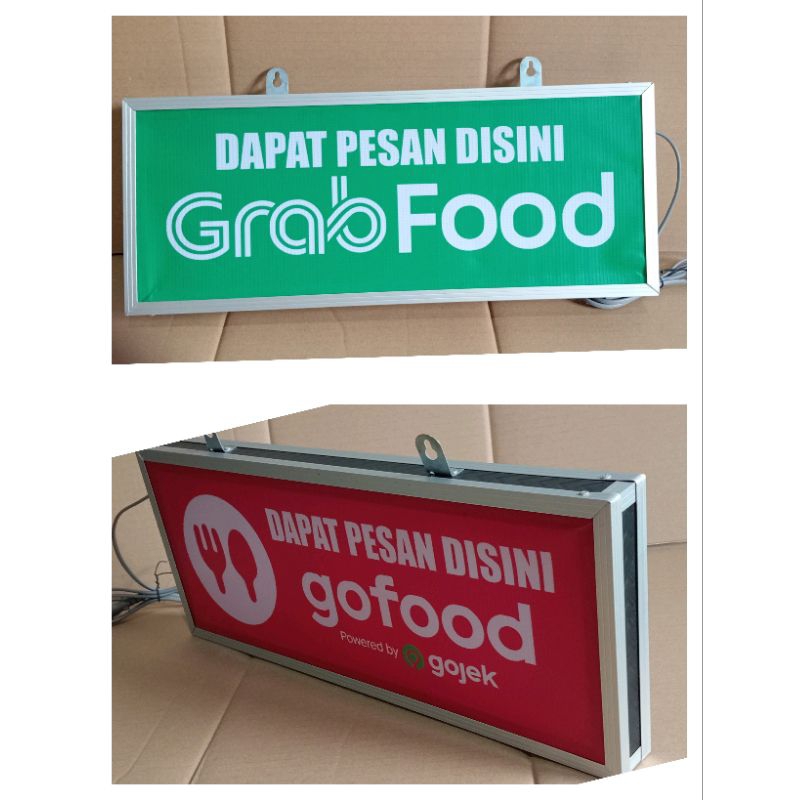 DAPAT PESAN DISINI
GrabFood
DAPAT PESAN DISINI
gofood
Powered by gojek